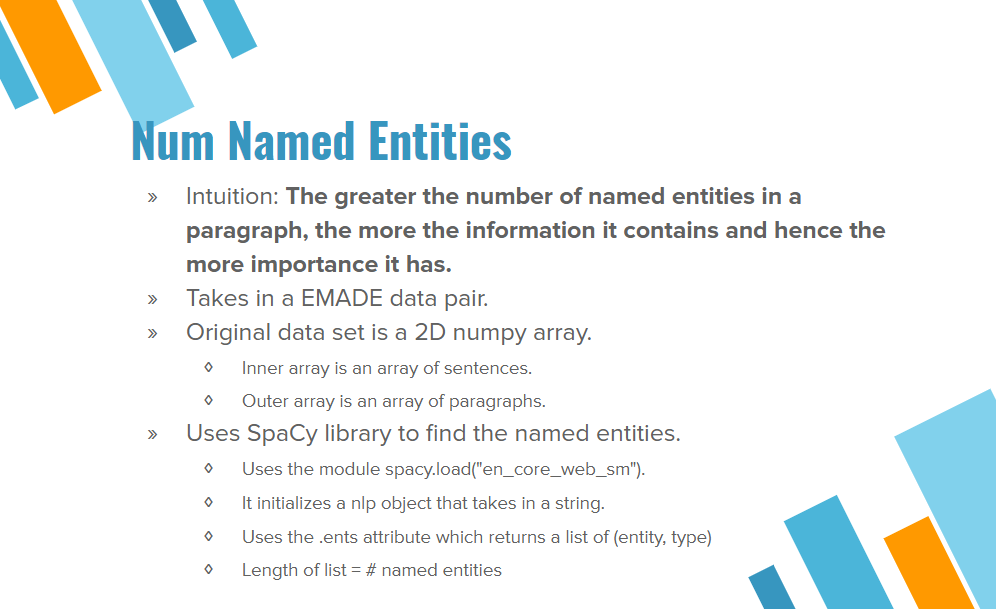 Num Named Entities
» Intuition: The greater the number of named entities in a
paragraph, the more the information it contains and hence the
more importance it has.
» Takes in a EMADE data pair.
» Original data set is a 2D numpy array.
◊ Inner array is an array of sentences.
◊ Outer array is an array of paragraphs.
» Uses SpaCy library to find the named entities.
◊ Uses the module spacy.load("en_core_web_sm").
◊ It initializes a nlp object that takes in a string.
◊ Uses the .ents attribute which returns a list of (entity, type)
◊ Length of list = # named entities